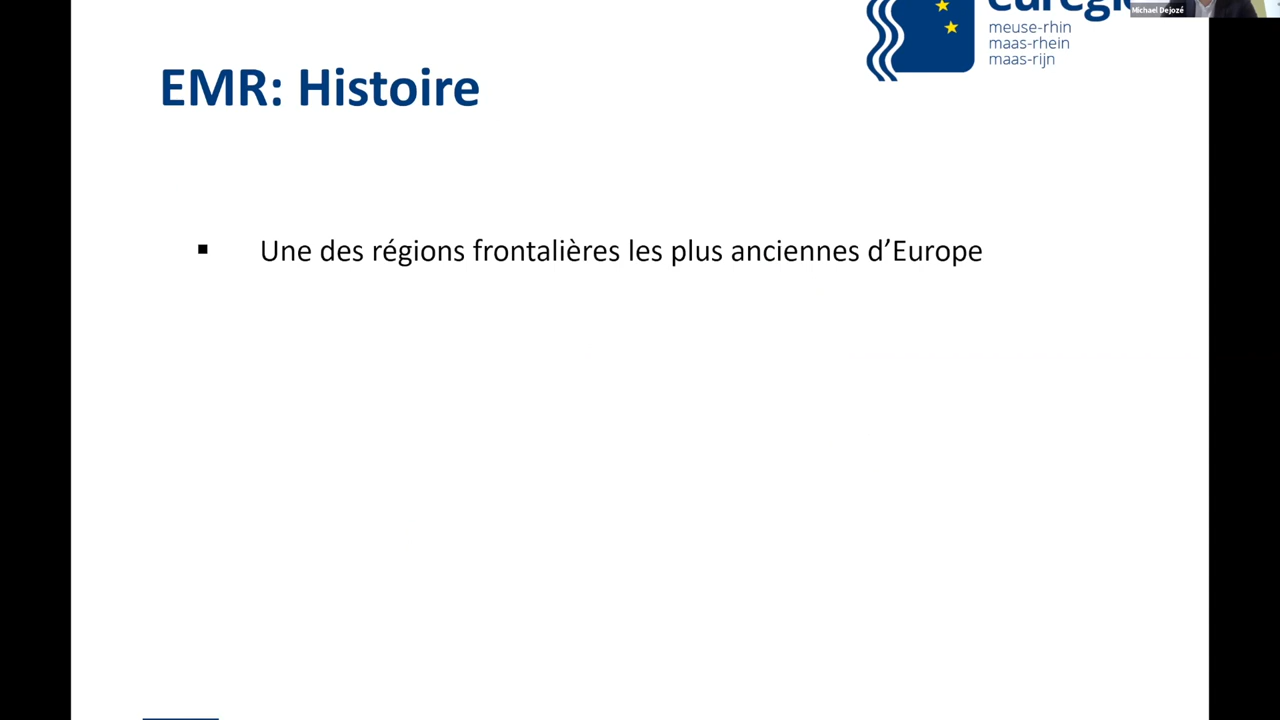 Michael Dejozé
meuse-rhin
maas-rhein
maas-rijn
EMR: Histoire
▪ Une des régions frontalières les plus anciennes d’Europe